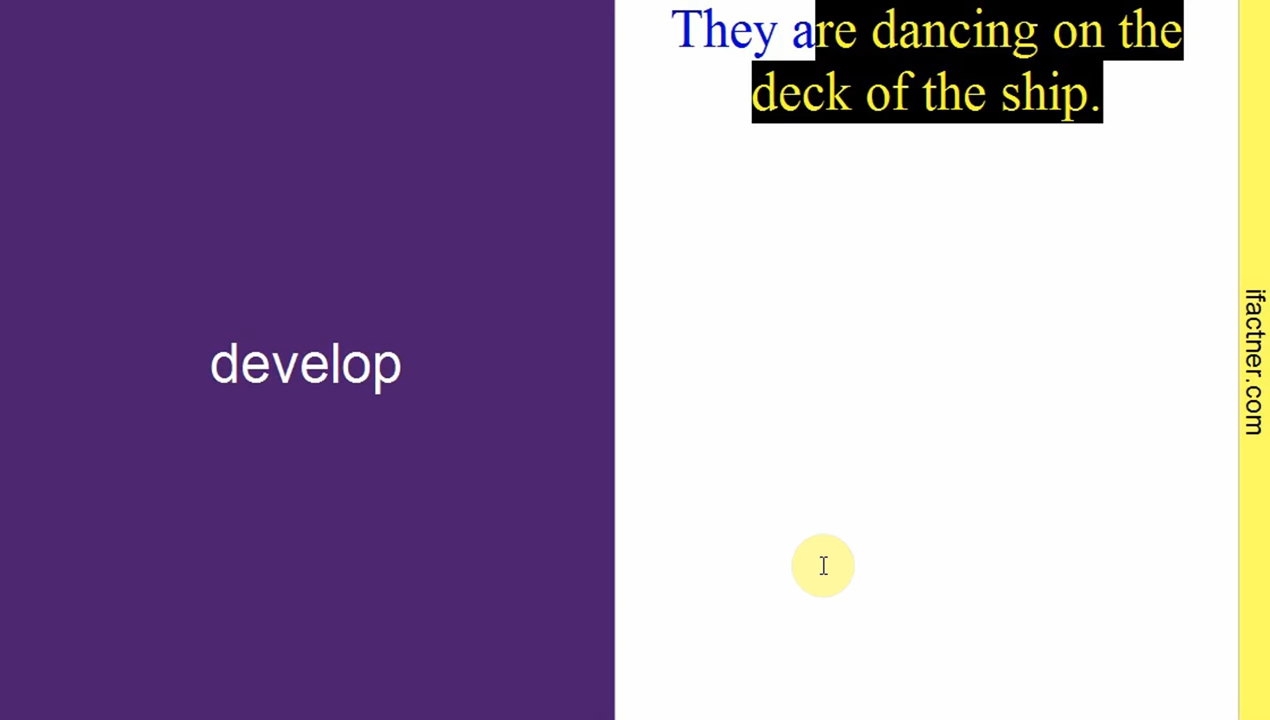 They are dancing on the
deck of the ship.
develop
ifactner.com